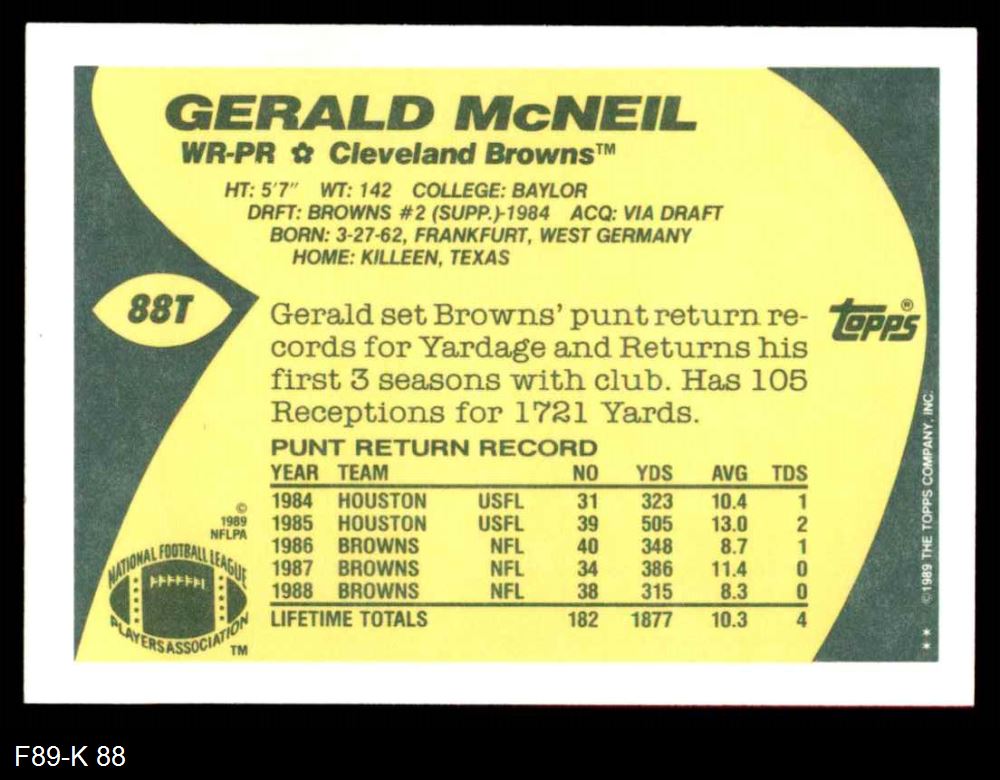 GERALD McNEIL
WR-PR ✿ Cleveland Browns™
HT: 5'7" WT: 142 COLLEGE: BAYLOR
DRFT: BROWNS #2 (SUPP.)-1984 ACQ: VIA DRAFT
BORN: 3-27-62, FRANKFURT, WEST GERMANY
HOME: KILLEEN, TEXAS
88T
topps®
Gerald set Browns' punt return re-
cords for Yardage and Returns his
first 3 seasons with club. Has 105
Receptions for 1721 Yards.
PUNT RETURN RECORD
YEAR TEAM NO YDS AVG TDS
1984 HOUSTON USFL 31 323 10.4 1
1985 HOUSTON USFL 39 505 13.0 2
1986 BROWNS NFL 40 348 8.7 1
1987 BROWNS NFL 34 386 11.4 0
1988 BROWNS NFL 38 315 8.3 0
LIFETIME TOTALS 182 1877 10.3 4
©
1989
NFLPA
NATIONAL FOOTBALL LEAGUE
PLAYERS ASSOCIATION
TM
** ©1989 THE TOPPS COMPANY, INC.
F89-K 88